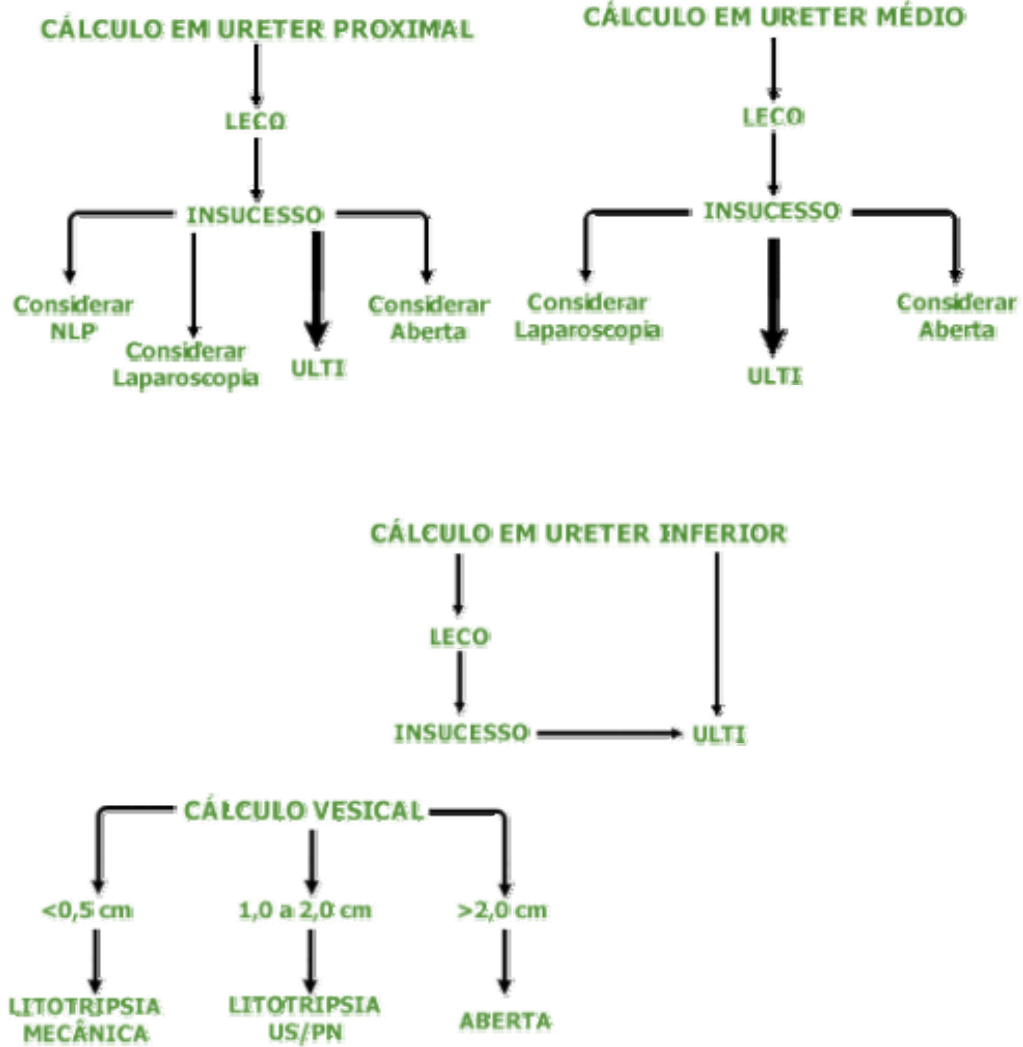 CÁLCULO EM URETER PROXIMAL
LECO
INSUCESSO
Considerar
NLP
Considerar
Laparoscopia
ULTI
Considerar
Aberta
CÁLCULO EM URETER MÉDIO
LECO
INSUCESSO
Considerar
Laparoscopia
ULTI
Considerar
Aberta
CÁLCULO EM URETER INFERIOR
LECO
INSUCESSO
ULTI
CÁLCULO VESICAL
<0,5 cm
1,0 a 2,0 cm
>2,0 cm
LITOTRIPSIA
MECÂNICA
LITOTRIPSIA
US/PN
ABERTA